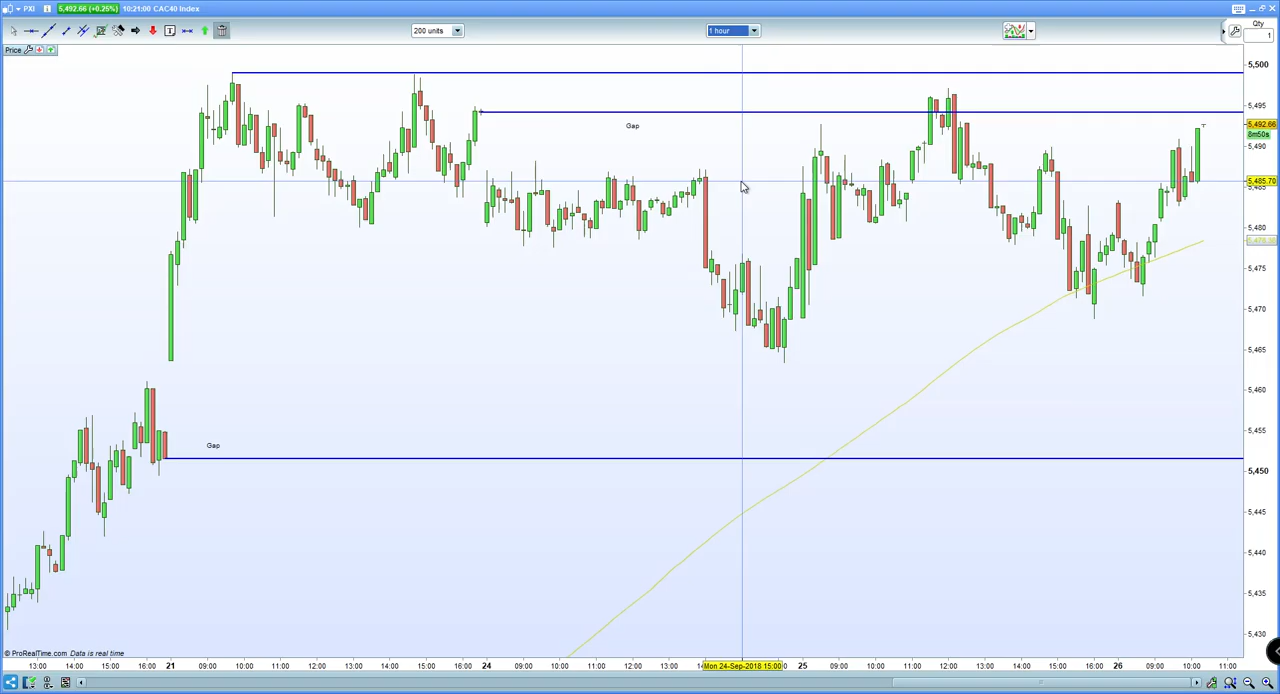 PXI 5,492.66 (+0.25%) 10:21:00 CAC40 Index
200 units
1 hour
Qty
1
Price
5,500
5,495
5,492.66
8m50s
5,490
5,485.70
5,485
5,480
5,475
5,470
5,465
5,460
5,455
5,450
5,445
5,440
5,435
5,430
Gap
Gap
© ProRealTime.com Data is real time
13:00 14:00 15:00 16:00 21 09:00 10:00 11:00 12:00 13:00 14:00 15:00 16:00 24 09:00 10:00 11:00 12:00 13:00 Mon 24-Sep-2018 15:00 25 09:00 10:00 11:00 12:00 13:00 14:00 15:00 16:00 26 09:00 10:00 11:00